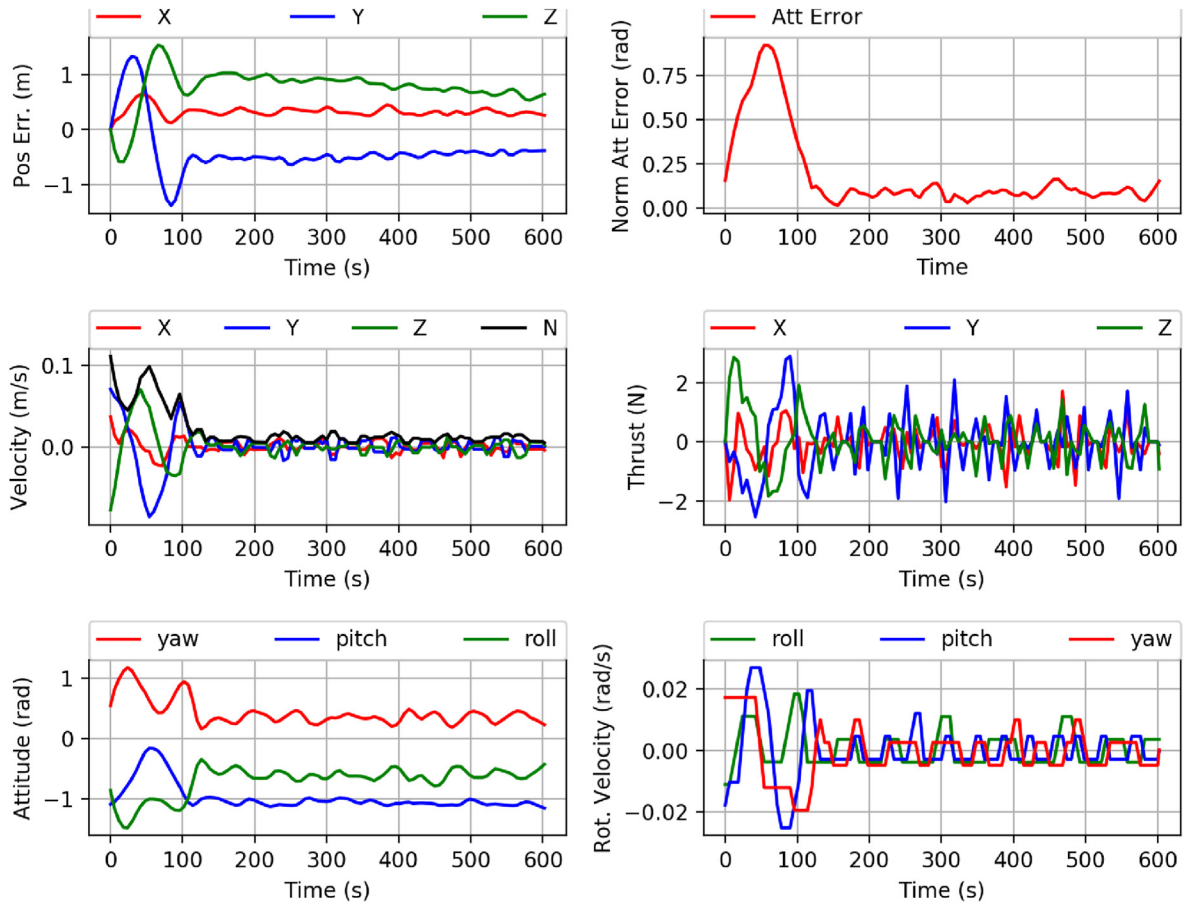 X Y Z
Pos Err. (m)
1
0
−1
0 100 200 300 400 500 600
Time (s)
Att Error
Norm Att Error (rad)
0.75
0.50
0.25
0.00
0 100 200 300 400 500 600
Time
X Y Z N
Velocity (m/s)
0.1
0.0
0 100 200 300 400 500 600
Time (s)
X Y Z
Thrust (N)
2
0
−2
0 100 200 300 400 500 600
Time (s)
yaw pitch roll
Attitude (rad)
1
0
−1
0 100 200 300 400 500 600
Time (s)
roll pitch yaw
Rot. Velocity (rad/s)
0.02
0.00
−0.02
0 100 200 300 400 500 600
Time (s)